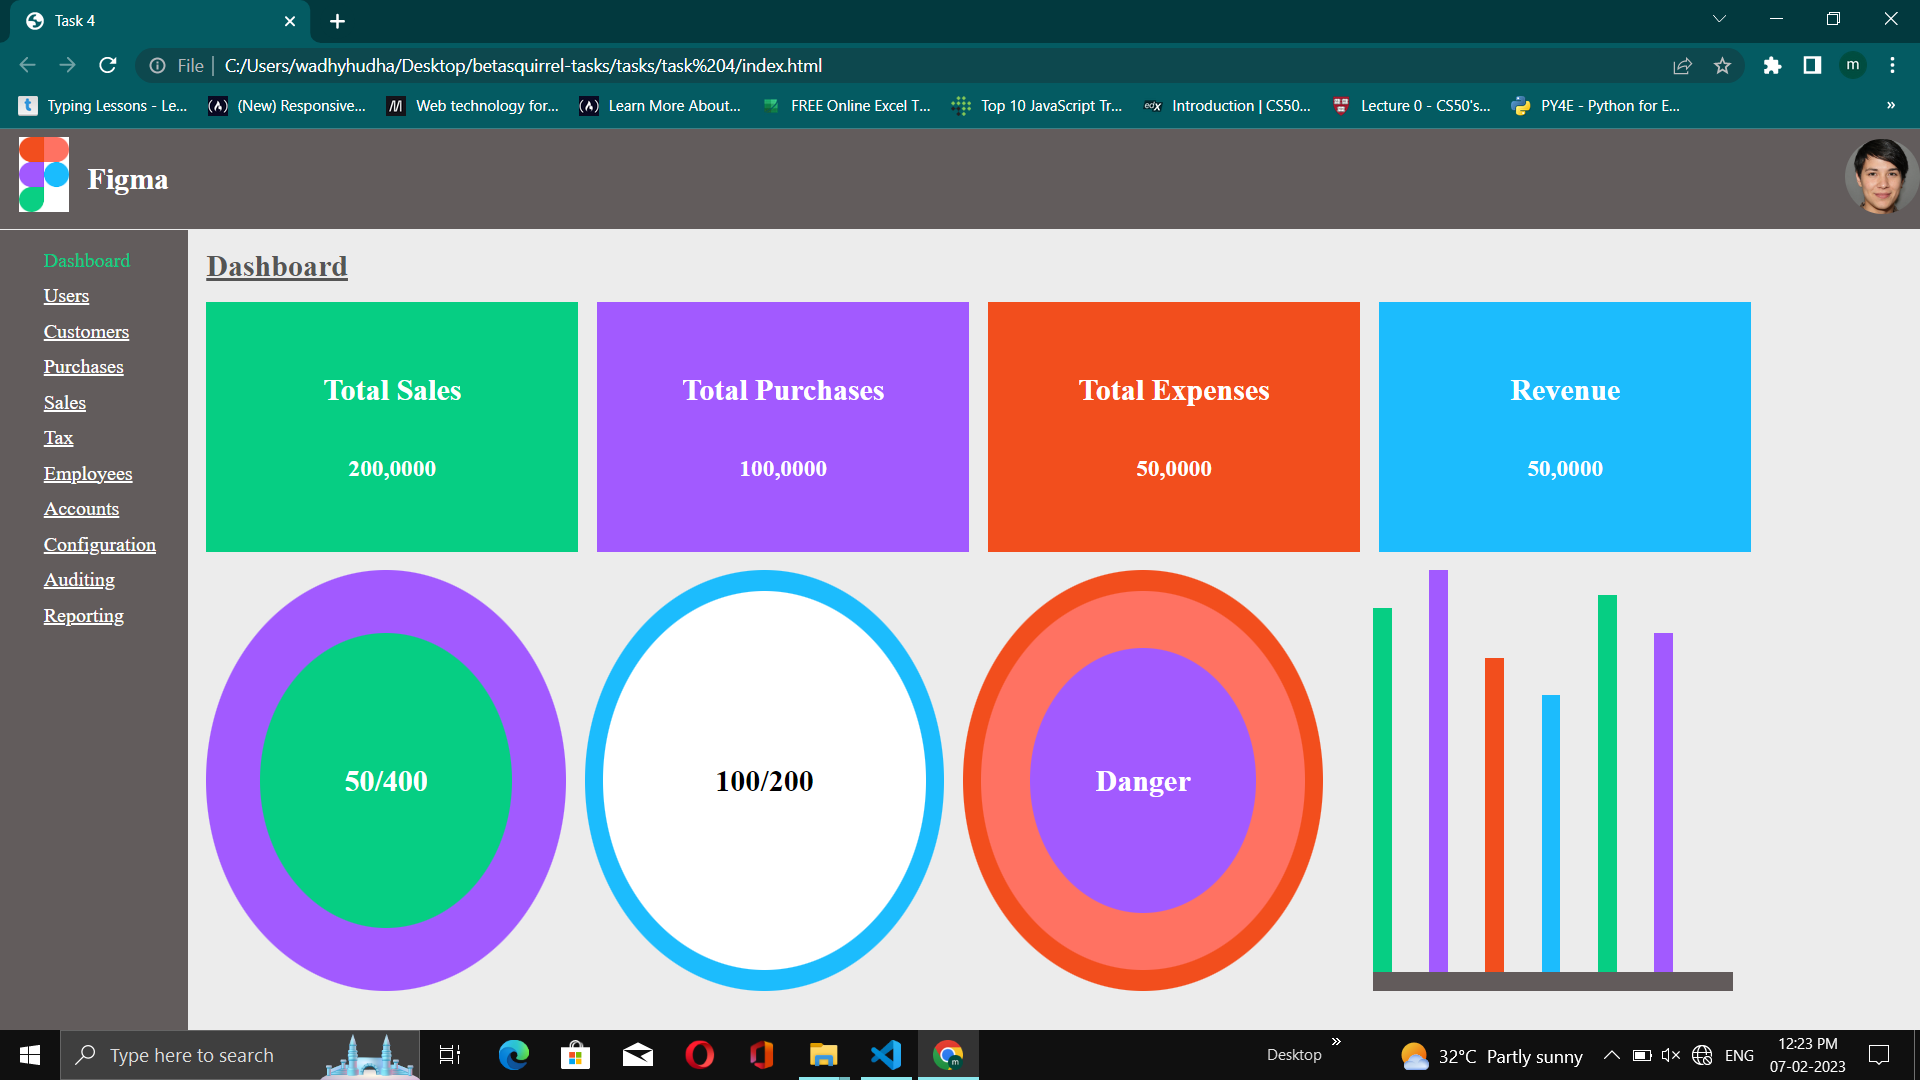 Task 4
File | C:/Users/wadhyhudha/Desktop/betasquirrel-tasks/tasks/task%204/index.html
m
t Typing Lessons - Le...
(A) (New) Responsive...
M Web technology for...
(A) Learn More About...
FREE Online Excel T...
Top 10 JavaScript Tr...
edX Introduction | CS50...
Lecture 0 - CS50's...
PY4E - Python for E...
»
Figma
Dashboard
Users
Customers
Purchases
Sales
Tax
Employees
Accounts
Configuration
Auditing
Reporting
Dashboard
Total Sales
200,0000
Total Purchases
100,0000
Total Expenses
50,0000
Revenue
50,0000
50/400
100/200
Danger
Type here to search
Desktop »
32°C Partly sunny
ENG
12:23 PM
07-02-2023